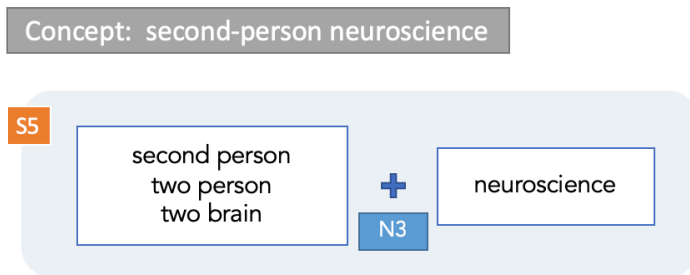 Concept: second-person neuroscience
S5
second person
two person
two brain
+
N3
neuroscience